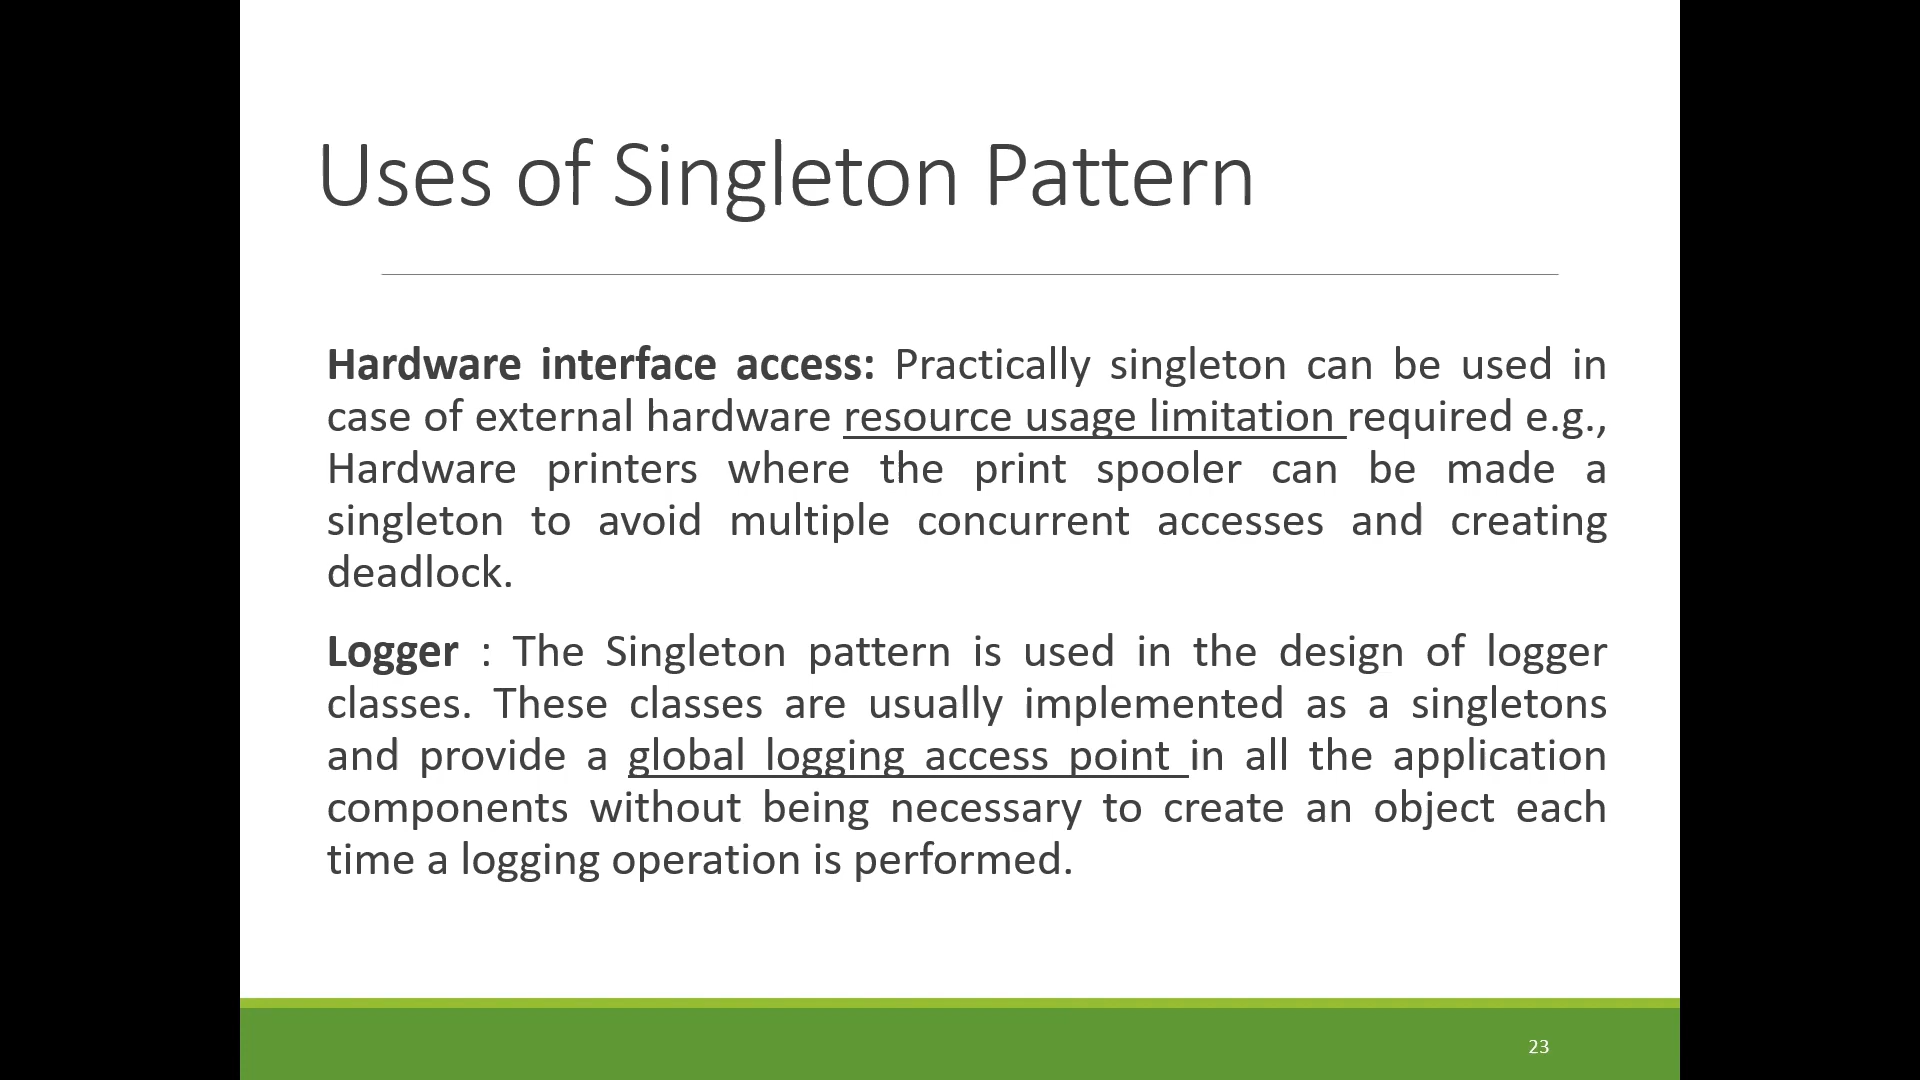 Uses of Singleton Pattern
Hardware interface access: Practically singleton can be used in
case of external hardware resource usage limitation required e.g.,
Hardware printers where the print spooler can be made a
singleton to avoid multiple concurrent accesses and creating
deadlock.
Logger : The Singleton pattern is used in the design of logger
classes. These classes are usually implemented as a singletons
and provide a global logging access point in all the application
components without being necessary to create an object each
time a logging operation is performed.
23